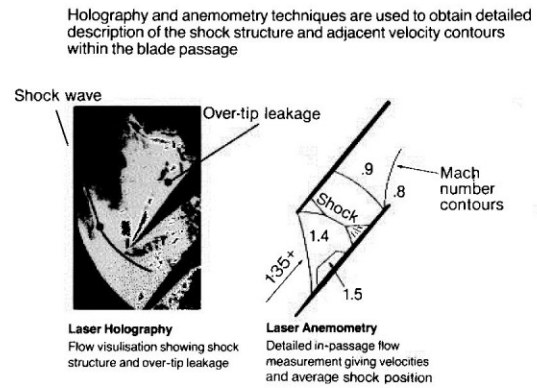 Holography and anemometry techniques are used to obtain detailed
description of the shock structure and adjacent velocity contours
within the blade passage
Shock wave
Over-tip leakage
.9
.8
Mach
number
contours
Shock
1.4
1.35+
1.5
Laser Holography
Flow visulisation showing shock
structure and over-tip leakage
Laser Anemometry
Detailed in-passage flow
measurement giving velocities
and average shock position